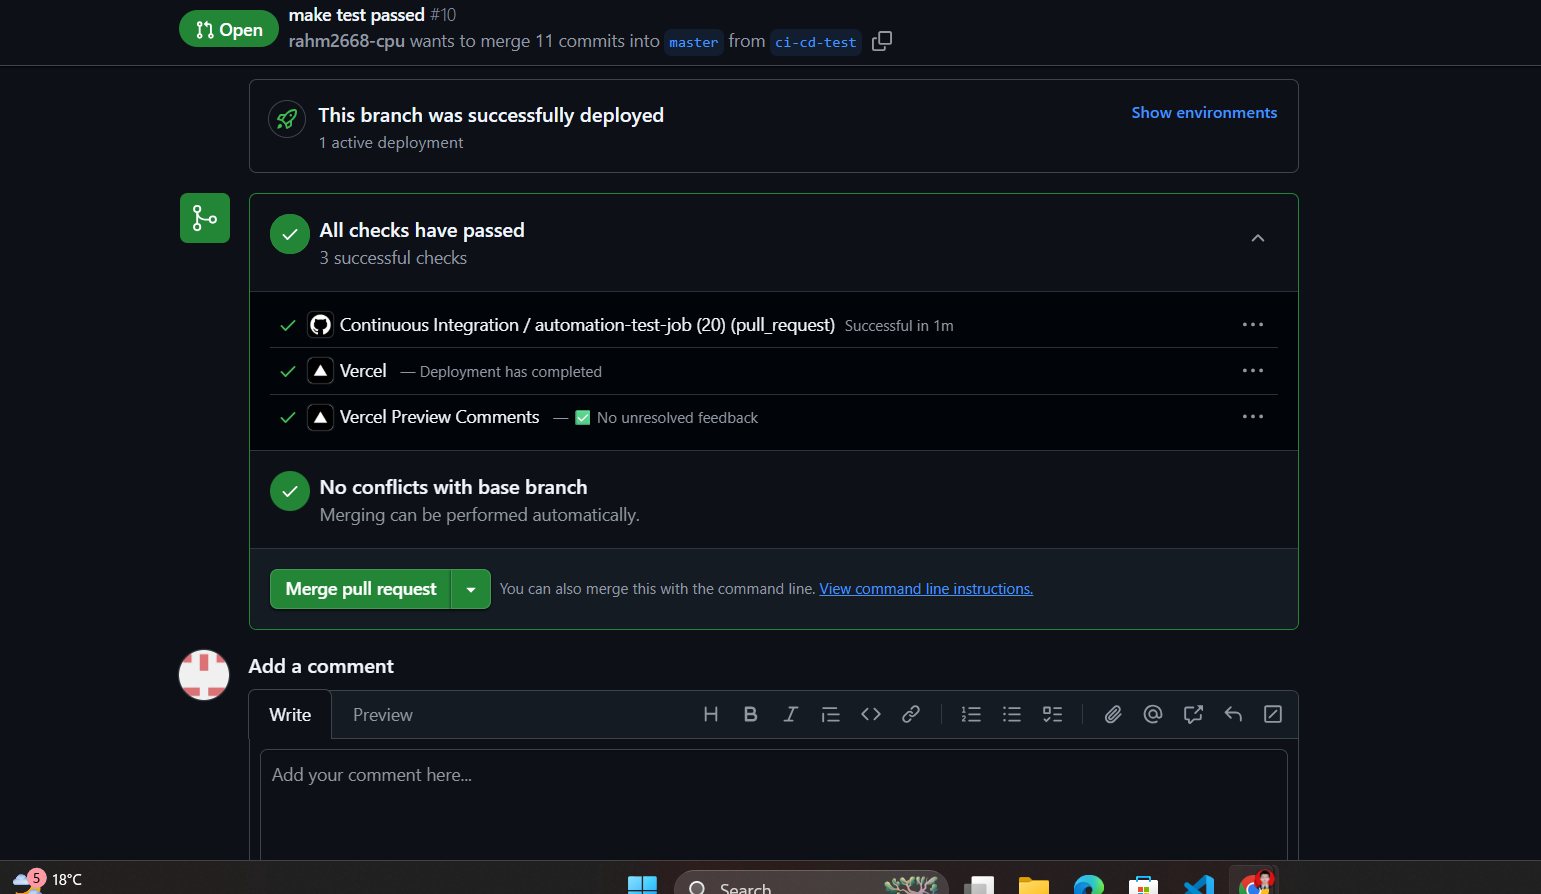 Open
make test passed #10
rahm2668-cpu wants to merge 11 commits into master from ci-cd-test
This branch was successfully deployed
1 active deployment
Show environments
All checks have passed
3 successful checks
Continuous Integration / automation-test-job (20) (pull_request) Successful in 1m
Vercel — Deployment has completed
Vercel Preview Comments — ✅ No unresolved feedback
No conflicts with base branch
Merging can be performed automatically.
Merge pull request
You can also merge this with the command line. View command line instructions.
Add a comment
Write
Preview
Add your comment here...
5
18°C
Search